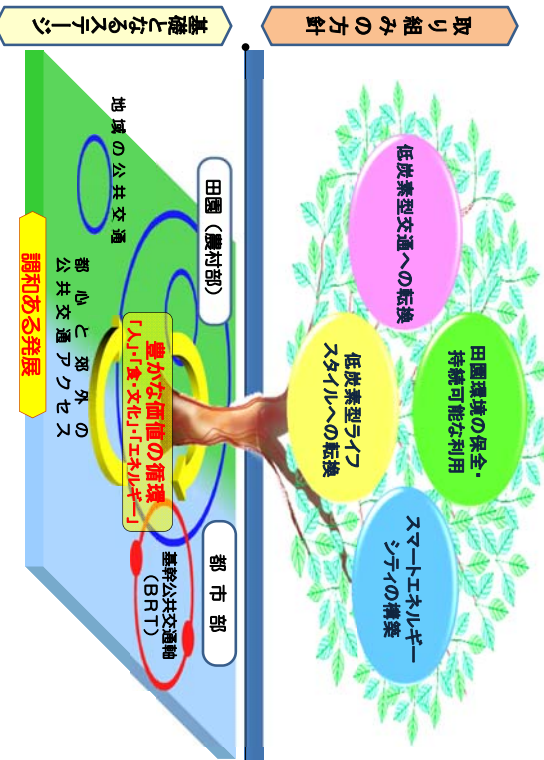 取り組みの方針
田園環境の保全・
持続可能な利用
低炭素型交通への転換
スマートエネルギー
シティの構築
低炭素型ライフ
スタイルへの転換
基礎となるステージ
田園（農村部）
都市部
豊かな価値の循環
「人」・「食・文化」・「エネルギー」
基幹公共交通軸
（BRT）
地域の公共交通
都心と郊外の
公共交通アクセス
調和ある発展